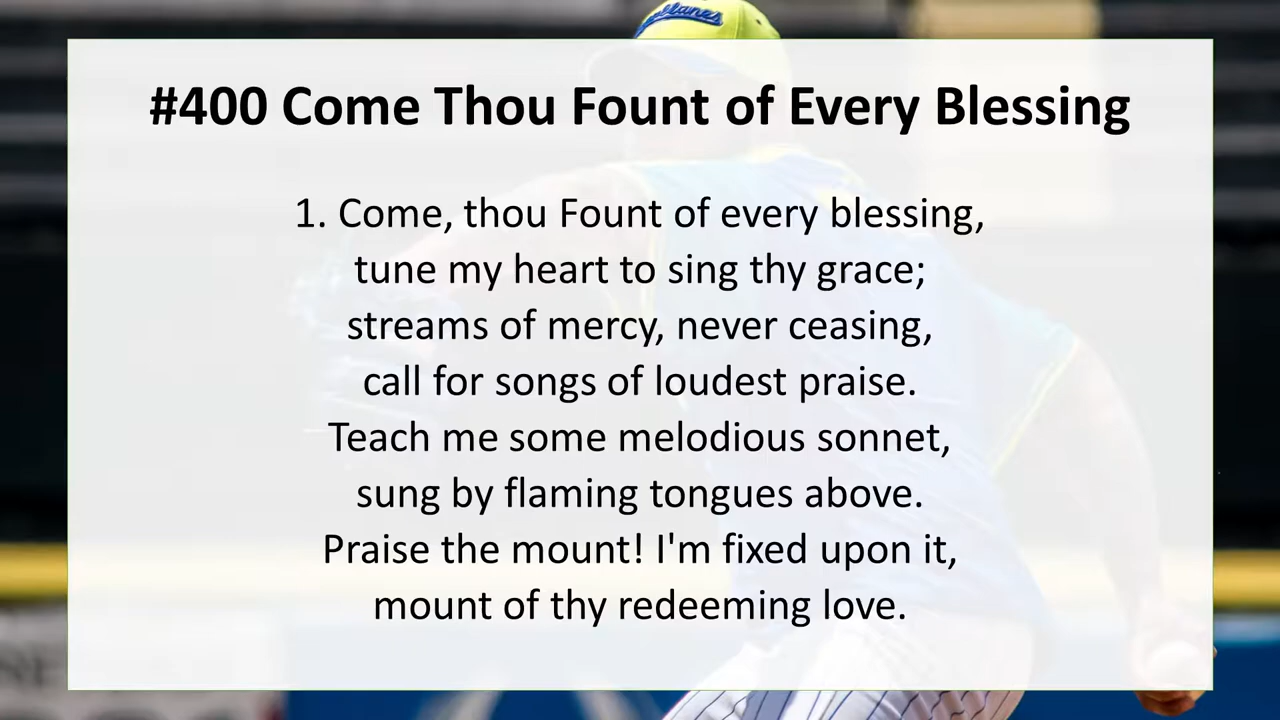 #400 Come Thou Fount of Every Blessing
1. Come, thou Fount of every blessing,
tune my heart to sing thy grace;
streams of mercy, never ceasing,
call for songs of loudest praise.
Teach me some melodious sonnet,
sung by flaming tongues above.
Praise the mount! I'm fixed upon it,
mount of thy redeeming love.